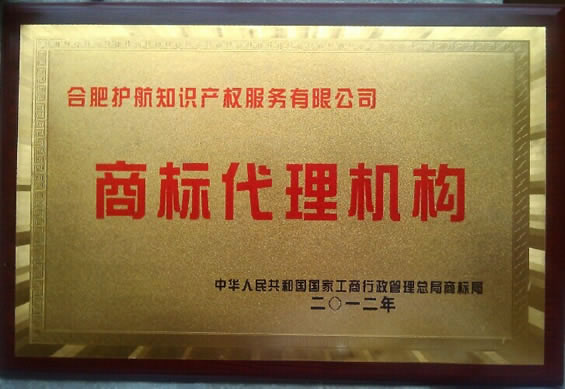 合肥护航知识产权服务有限公司
商标代理机构
中华人民共和国国家工商行政管理总局商标局
二〇一二年